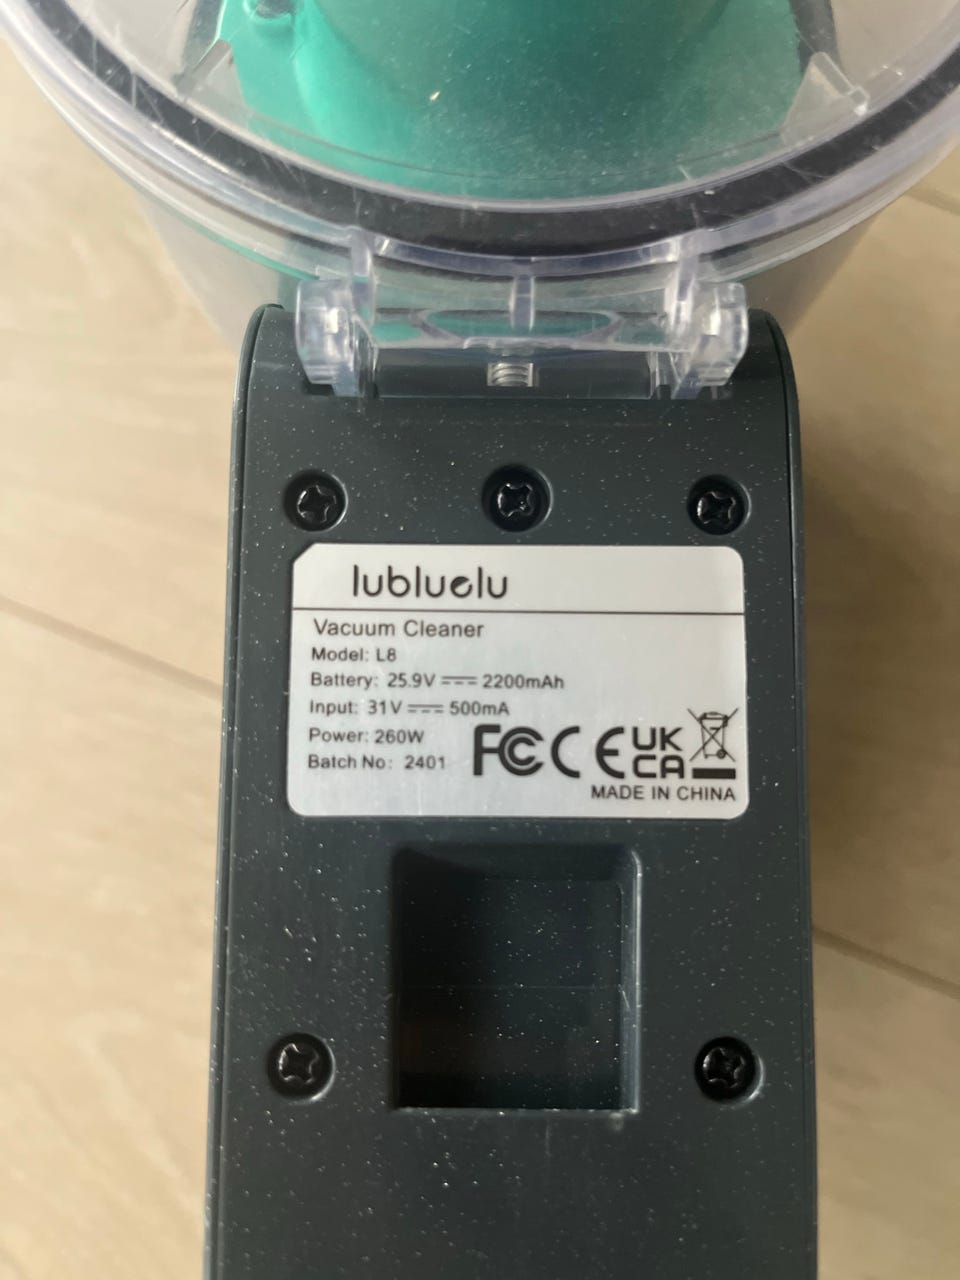 lubluelu
Vacuum Cleaner
Model: L8
Battery: 25.9V ⎓ 2200mAh
Input: 31V ⎓ 500mA
Power: 260W
Batch No: 2401
FC CE UK
CA
MADE IN CHINA